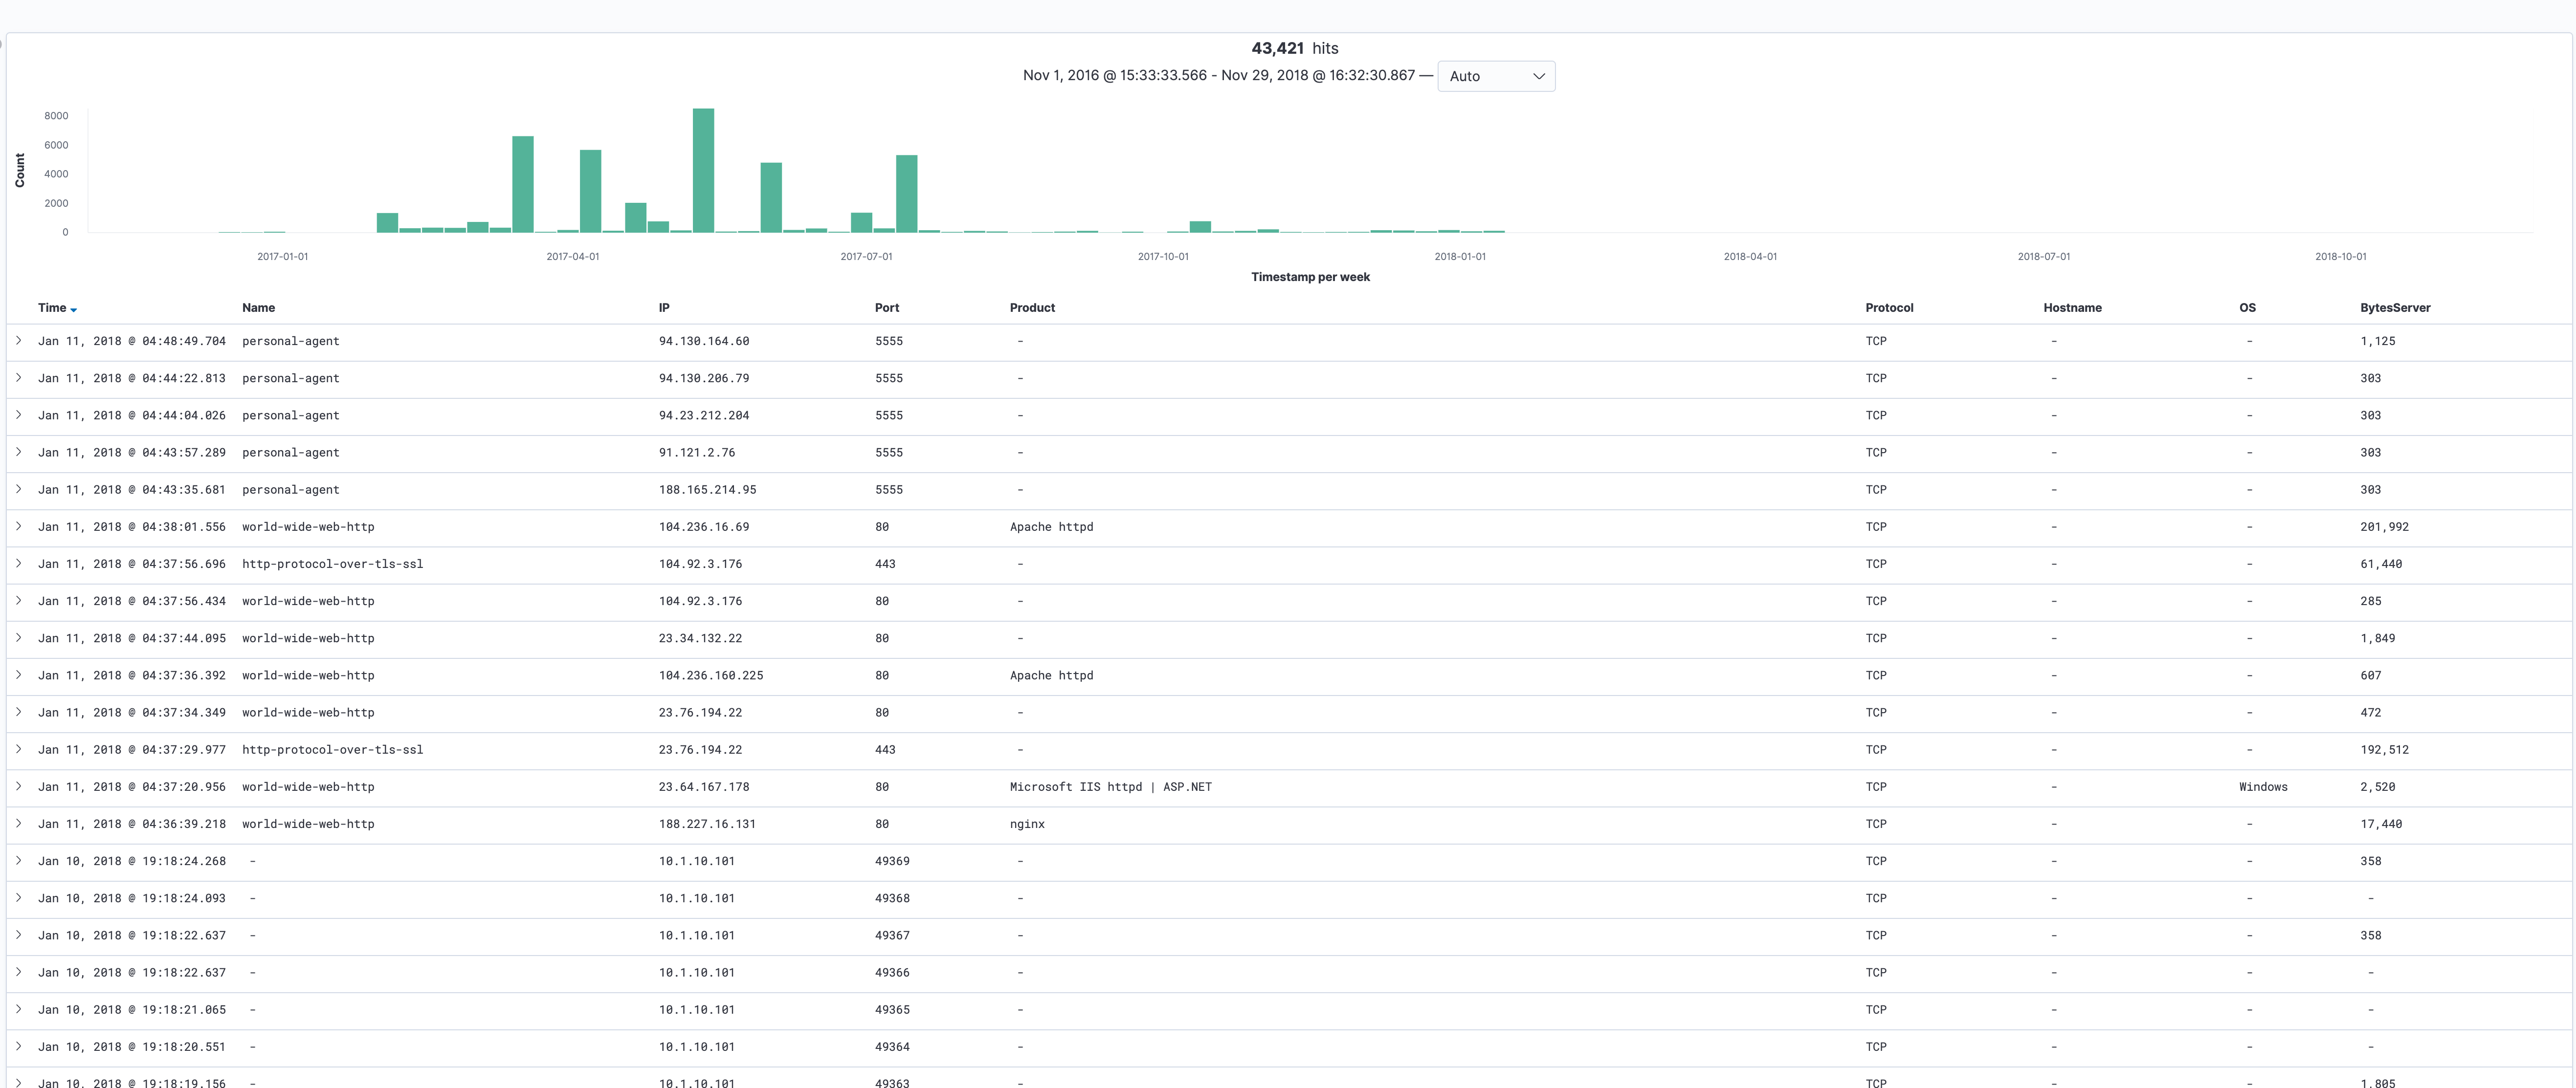 43,421 hits
Nov 1, 2016 @ 15:33:33.566 - Nov 29, 2018 @ 16:32:30.867 — Auto
Count
8000
6000
4000
2000
0
2017-01-01 2017-04-01 2017-07-01 2017-10-01 2018-01-01 2018-04-01 2018-07-01 2018-10-01
Timestamp per week
Time Name IP Port Product Protocol Hostname OS BytesServer
Jan 11, 2018 @ 04:48:49.704 personal-agent 94.130.164.60 5555 - TCP - - 1,125
Jan 11, 2018 @ 04:44:22.813 personal-agent 94.130.206.79 5555 - TCP - - 303
Jan 11, 2018 @ 04:44:04.026 personal-agent 94.23.212.204 5555 - TCP - - 303
Jan 11, 2018 @ 04:43:57.289 personal-agent 91.121.2.76 5555 - TCP - - 303
Jan 11, 2018 @ 04:43:35.681 personal-agent 188.165.214.95 5555 - TCP - - 303
Jan 11, 2018 @ 04:38:01.556 world-wide-web-http 104.236.16.69 80 Apache httpd TCP - - 201,992
Jan 11, 2018 @ 04:37:56.696 http-protocol-over-tls-ssl 104.92.3.176 443 - TCP - - 61,440
Jan 11, 2018 @ 04:37:56.434 world-wide-web-http 104.92.3.176 80 - TCP - - 285
Jan 11, 2018 @ 04:37:44.095 world-wide-web-http 23.34.132.22 80 - TCP - - 1,849
Jan 11, 2018 @ 04:37:36.392 world-wide-web-http 104.236.160.225 80 Apache httpd TCP - - 607
Jan 11, 2018 @ 04:37:34.349 world-wide-web-http 23.76.194.22 80 - TCP - - 472
Jan 11, 2018 @ 04:37:29.977 http-protocol-over-tls-ssl 23.76.194.22 443 - TCP - - 192,512
Jan 11, 2018 @ 04:37:20.956 world-wide-web-http 23.64.167.178 80 Microsoft IIS httpd | ASP.NET TCP - Windows 2,520
Jan 11, 2018 @ 04:36:39.218 world-wide-web-http 188.227.16.131 80 nginx TCP - - 17,440
Jan 10, 2018 @ 19:18:24.268 - 10.1.10.101 49369 - TCP - - 358
Jan 10, 2018 @ 19:18:24.093 - 10.1.10.101 49368 - TCP - - -
Jan 10, 2018 @ 19:18:22.637 - 10.1.10.101 49367 - TCP - - 358
Jan 10, 2018 @ 19:18:22.637 - 10.1.10.101 49366 - TCP - - -
Jan 10, 2018 @ 19:18:21.065 - 10.1.10.101 49365 - TCP - - -
Jan 10, 2018 @ 19:18:20.551 - 10.1.10.101 49364 - TCP - - -
Jan 10, 2018 @ 19:18:19.156 - 10.1.10.101 49363 - TCP - - 1,805